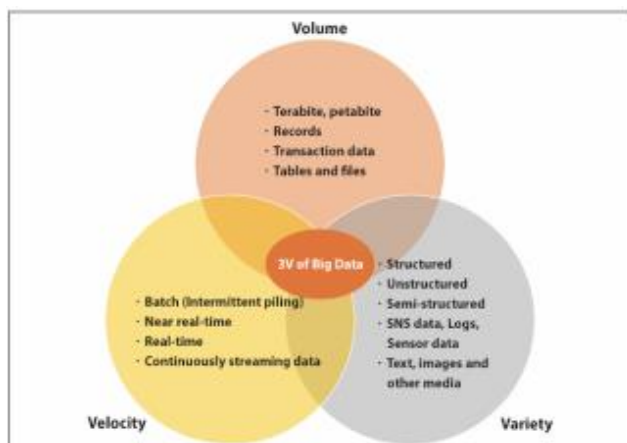 Volume
· Terabite, petabite
· Records
· Transaction data
· Tables and files
3V of Big Data
· Batch (Intermittent piling)
· Near real-time
· Real-time
· Continuously streaming data
· Structured
· Unstructured
· Semi-structured
· SNS data, Logs,
Sensor data
· Text, images and
other media
Velocity
Variety